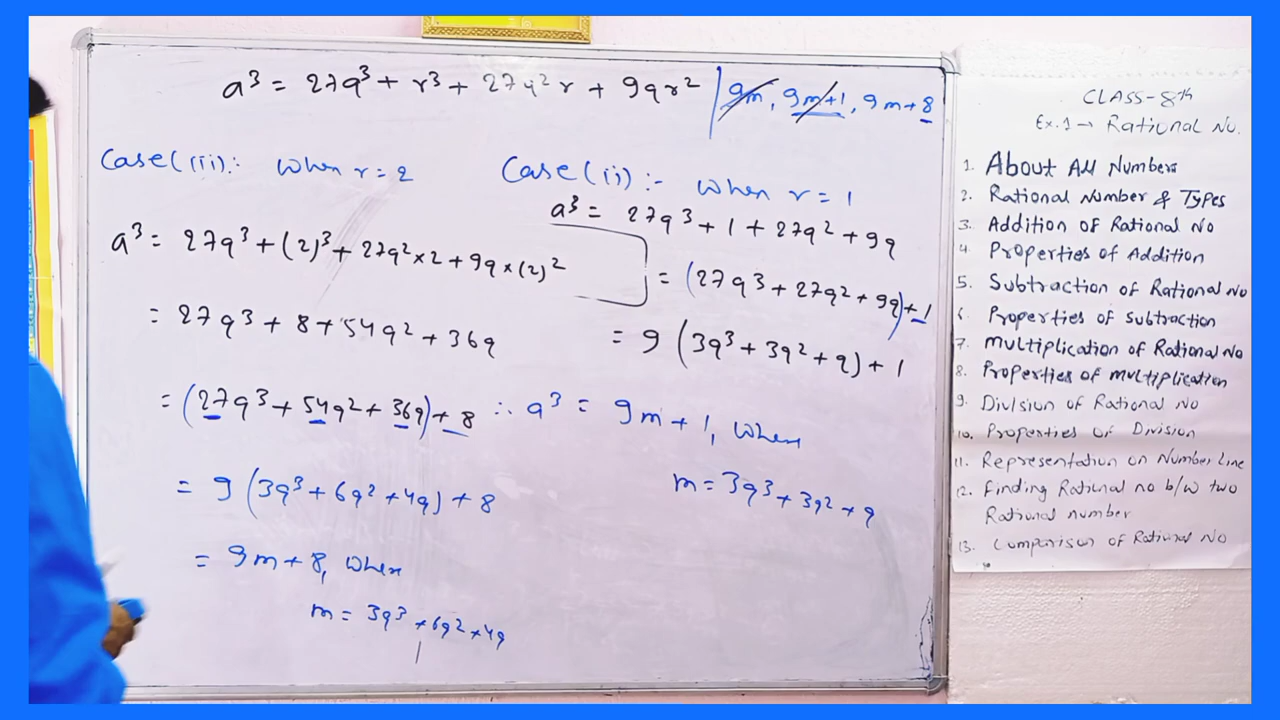 a³ = 27q³ + r³ + 27q²r + 9qr² | 9m, 9m+1, 9m+8
Case(iii):- when r = 2
a³ = 27q³ + (2)³ + 27q²×2 + 9q×(2)²
= 27q³ + 8 + 54q² + 36q
= (27q³ + 54q² + 36q) + 8
= 9(3q³ + 6q² + 4q) + 8
= 9m + 8, when
m = 3q³ + 6q² + 4q
Case(ii):- when r = 1
a³ = 27q³ + 1 + 27q² + 9q
= (27q³ + 27q² + 9q) + 1
= 9(3q³ + 3q² + q) + 1
∴ a³ = 9m + 1, when
m = 3q³ + 3q² + q
CLASS-8th
Ex.1→ Rational No.
1. About All Numbers
2. Rational Number & Types
3. Addition of Rational No
4. Properties of Addition
5. Subtraction of Rational No
6. Properties of subtraction
7. Multiplication of Rational No
8. Properties of multiplication
9. Division of Rational No
10. Properties of Division
11. Representation on Number Line
12. Finding Rational no b/w two
Rational number
13. Comparison of Rational No